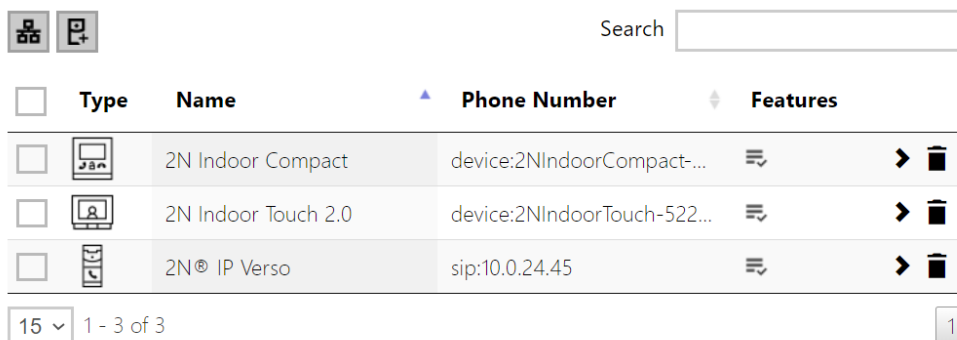 Search
Type Name Phone Number Features
2N Indoor Compact device:2NIndoorCompact-...
2N Indoor Touch 2.0 device:2NIndoorTouch-522...
2N® IP Verso sip:10.0.24.45
15 1 - 3 of 3 1